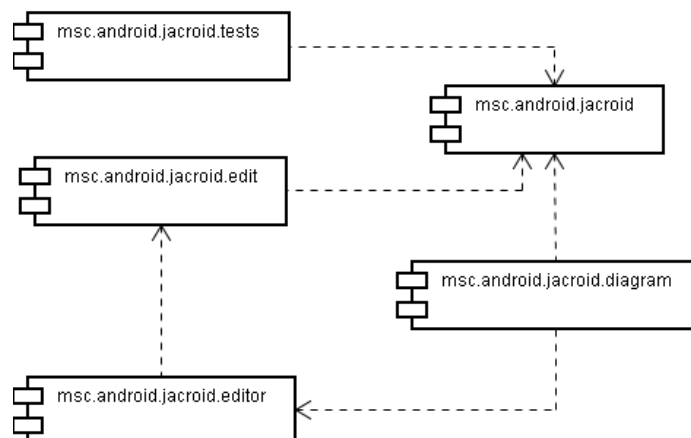 msc.android.jacroid.tests
msc.android.jacroid
msc.android.jacroid.edit
msc.android.jacroid.diagram
msc.android.jacroid.editor